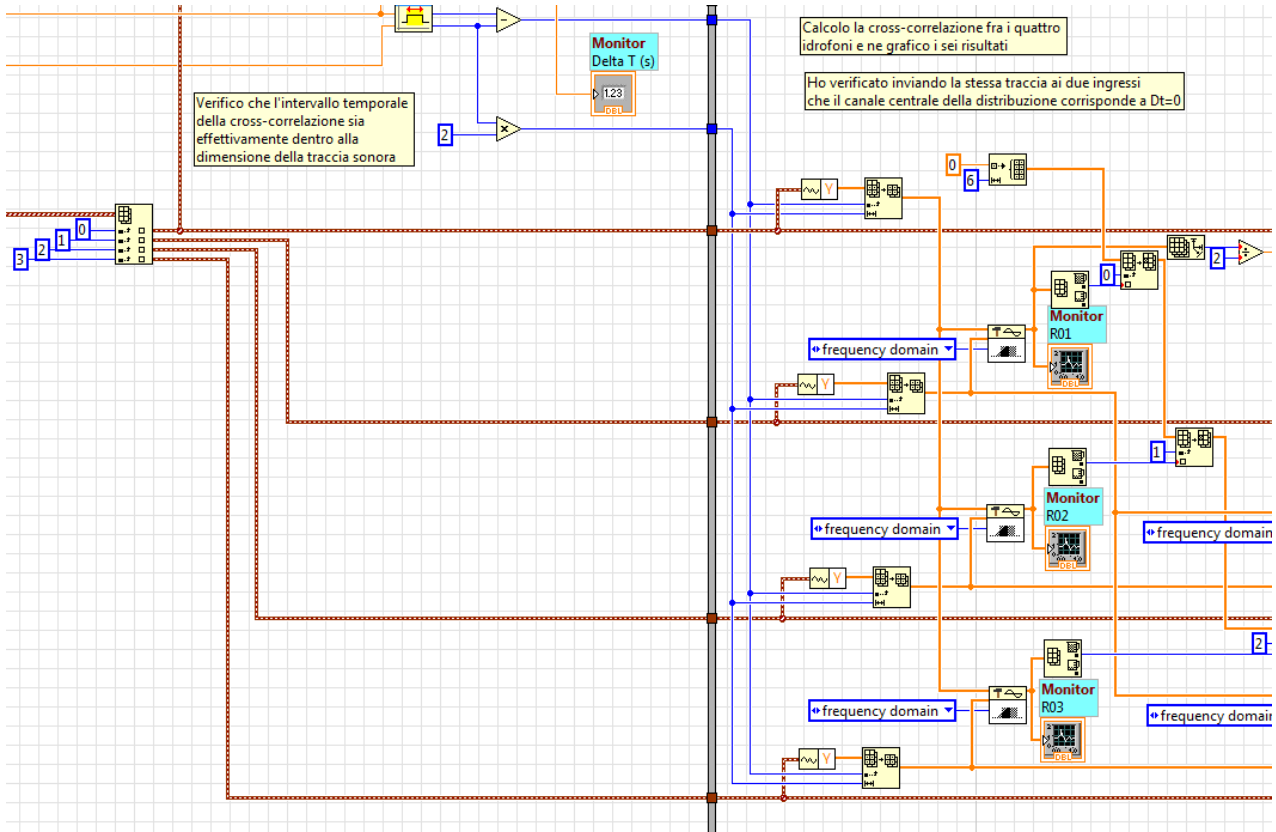 Calcolo la cross-correlazione fra i quattro
idrofoni e ne grafico i sei risultati
Monitor
Delta T (s)
1.23
DBL
Ho verificato inviando la stessa traccia ai due ingressi
che il canale centrale della distribuzione corrisponde a Dt=0
Verifico che l'intervallo temporale
della cross-correlazione sia
effettivamente dentro alla
dimensione della traccia sonora
2
0
6
Y
0
1
2
3
2
0
Monitor
R01
DBL
frequency domain
Y
1
Monitor
R02
DBL
frequency domain
frequency domain
Y
2
Monitor
R03
DBL
frequency domain
frequency domain
Y